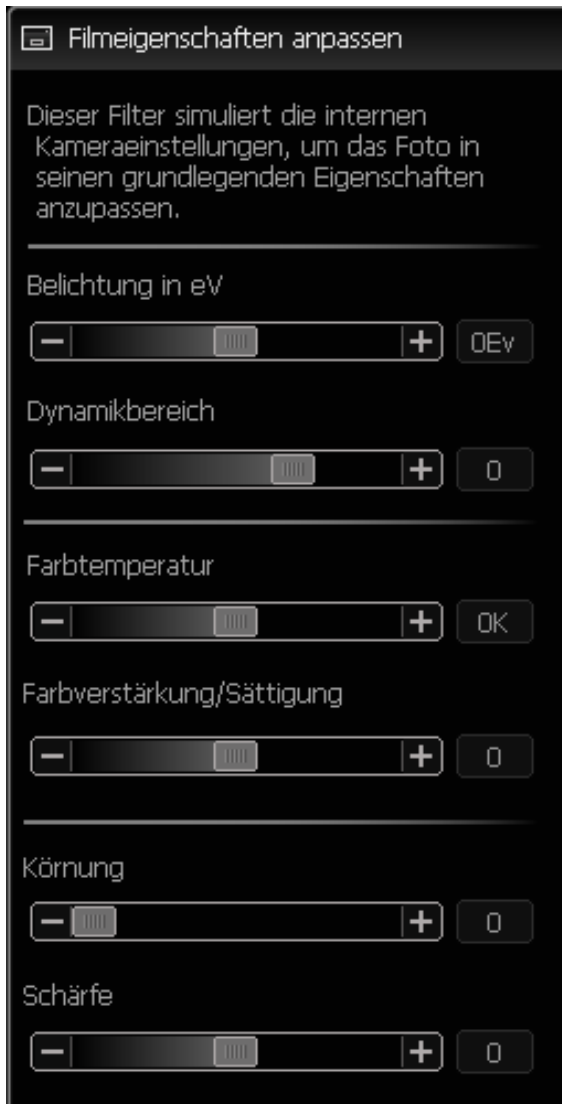 Filmeigenschaften anpassen
Dieser Filter simuliert die internen
Kameraeinstellungen, um das Foto in
seinen grundlegenden Eigenschaften
anzupassen.
Belichtung in eV
0Ev
Dynamikbereich
0
Farbtemperatur
0K
Farbverstärkung/Sättigung
0
Körnung
0
Schärfe
0